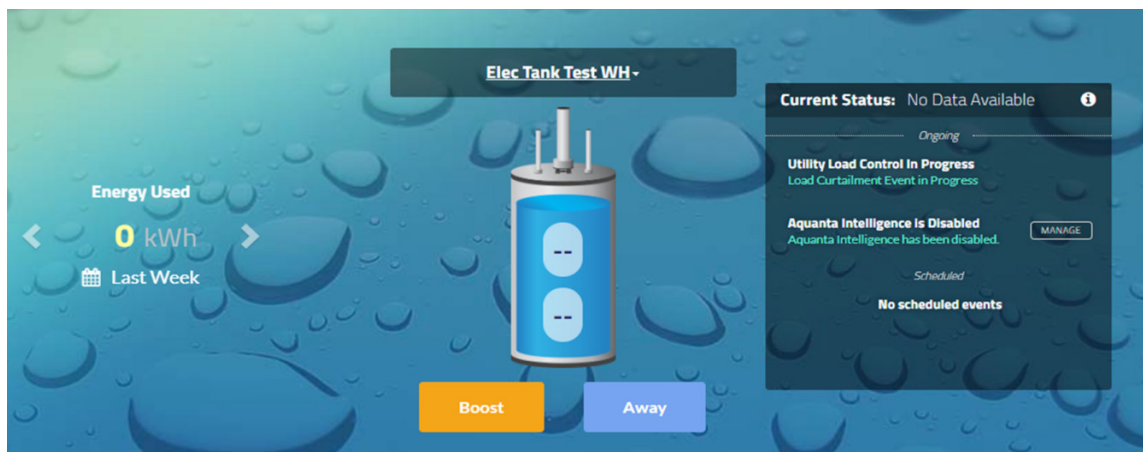 Elec Tank Test WH
Energy Used
0 kWh
Last Week
--
--
Boost
Away
Current Status: No Data Available
Ongoing
Utility Load Control In Progress
Load Curtailment Event in Progress
Aquanta Intelligence is Disabled
Aquanta Intelligence has been disabled.
MANAGE
Scheduled
No scheduled events